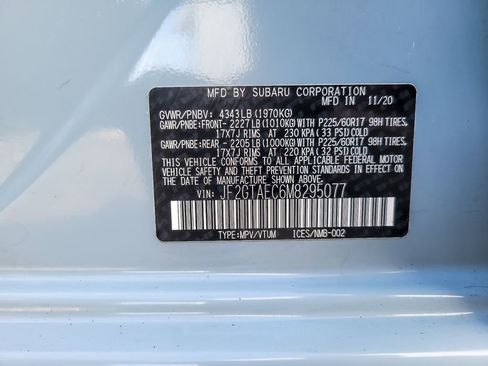 MFD BY SUBARU CORPORATION
MFD IN 11/20
GVWR/PNBV: 4343LB(1970KG)
GAWR/PNBE:FRONT-2227LB(1010KG)WITH P225/60R17 98H TIRES,
17X7J RIMS AT 230 KPA(33 PSI)COLD
GAWR/PNBE:REAR -2205LB(1000KG)WITH P225/60R17 98H TIRES,
17X7J RIMS AT 220 KPA(32 PSI)COLD
THIS VEHICLE CONFORMS TO ALL APPLICABLE FEDERAL MOTOR
VEHICLE SAFETY AND BUMPER STANDARDS IN EFFECT ON THE
DATE OF MANUFACTURE SHOWN ABOVE.
VIN: JF2GTAEC6M8295077
TYPE:MPV/VTUM ICES/NMB-002